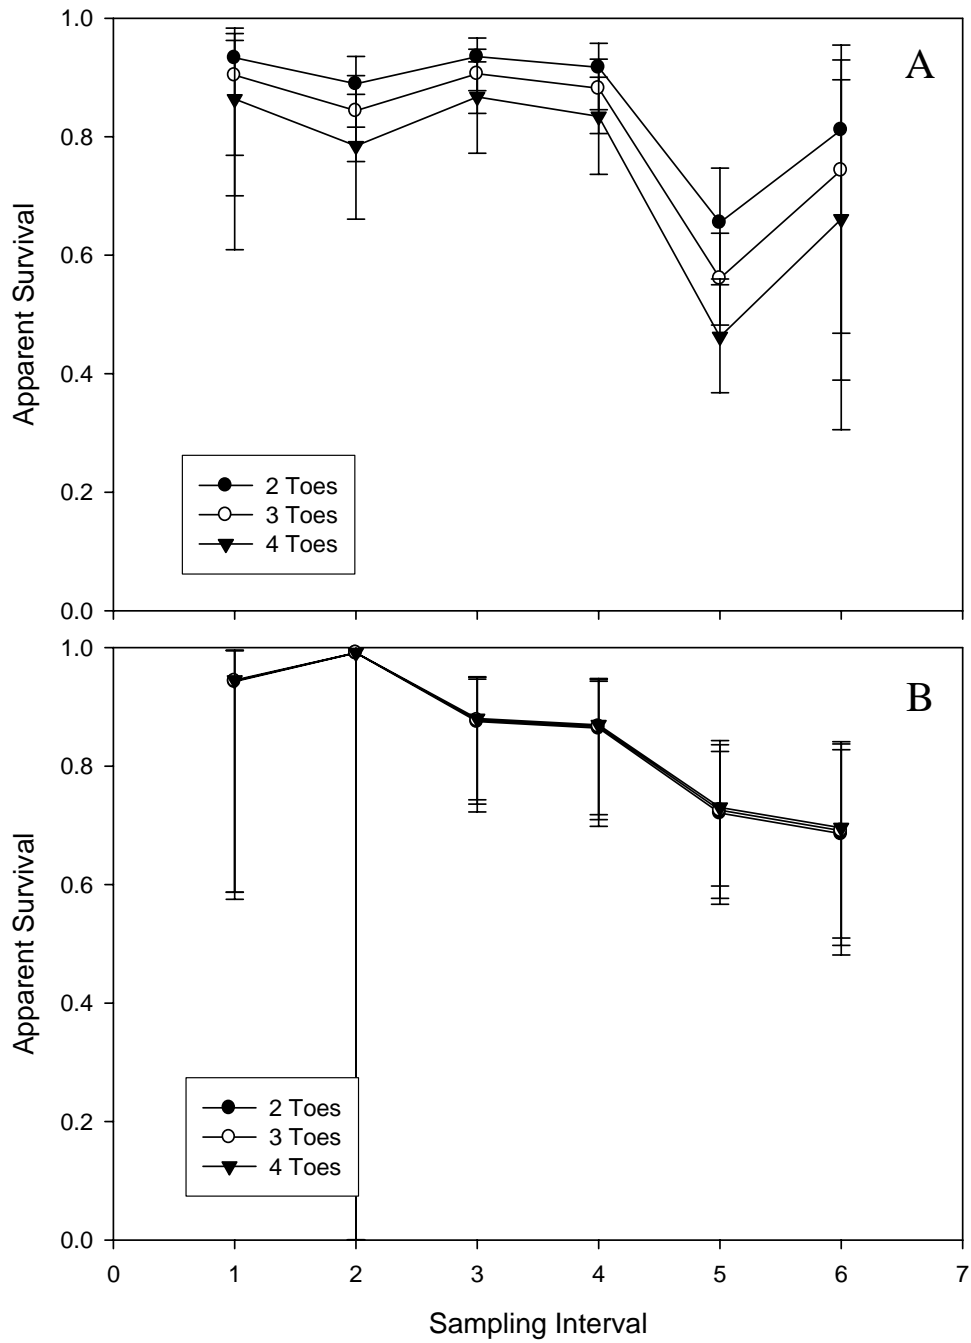 1.0
A
0.8
0.6
0.4
0.2
0.0
Apparent Survival
2 Toes
3 Toes
4 Toes
1.0
B
0.8
0.6
0.4
0.2
0.0
Apparent Survival
2 Toes
3 Toes
4 Toes
0 1 2 3 4 5 6 7
Sampling Interval